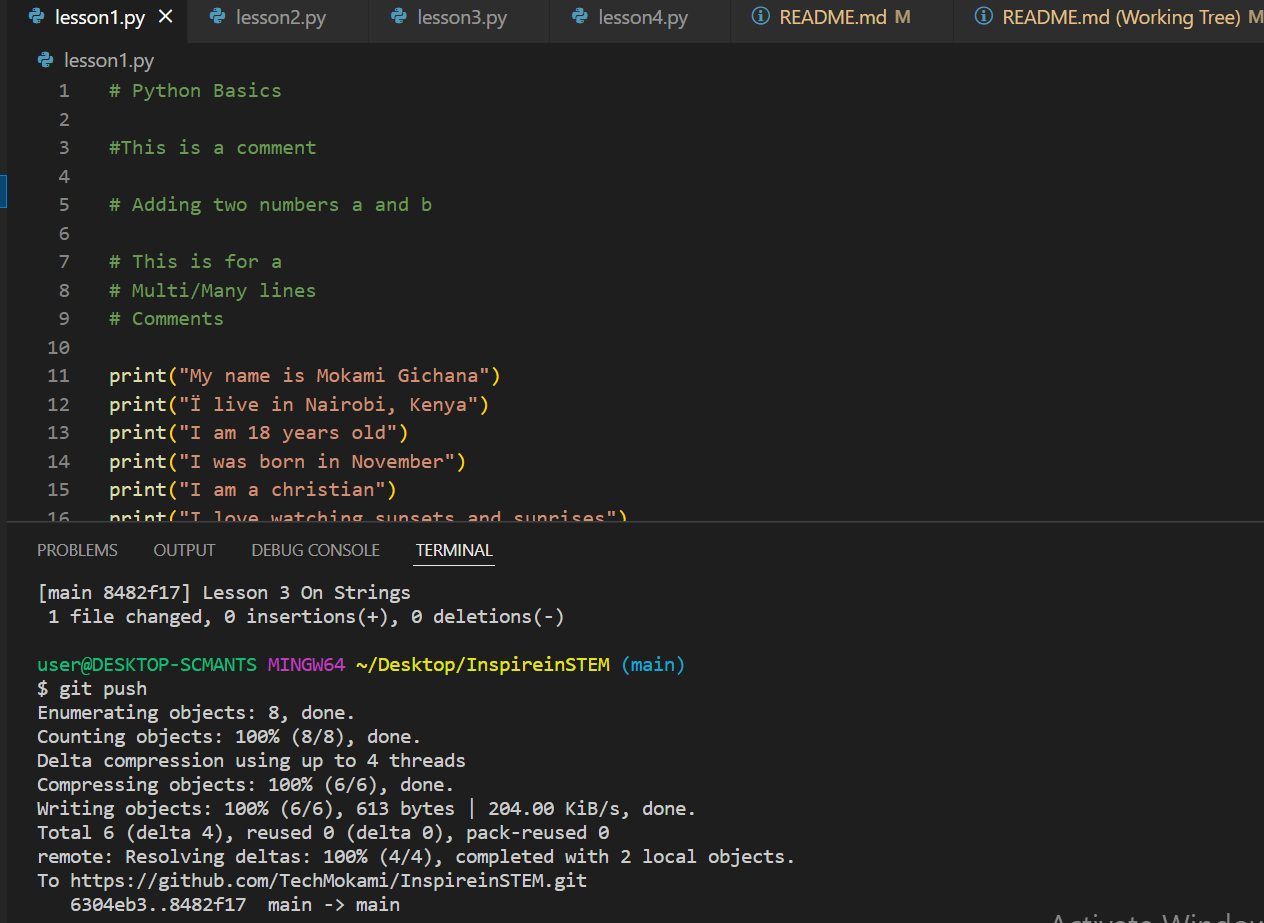 lesson1.py lesson2.py lesson3.py lesson4.py README.md M README.md (Working Tree) M
lesson1.py
1 # Python Basics
2
3 #This is a comment
4
5 # Adding two numbers a and b
6
7 # This is for a
8 # Multi/Many lines
9 # Comments
10
11 print("My name is Mokami Gichana")
12 print("Ï live in Nairobi, Kenya")
13 print("I am 18 years old")
14 print("I was born in November")
15 print("I am a christian")
16 print("I love watching sunsets and sunrises")
PROBLEMS OUTPUT DEBUG CONSOLE TERMINAL
[main 8482f17] Lesson 3 On Strings
1 file changed, 0 insertions(+), 0 deletions(-)
user@DESKTOP-SCMANTS MINGW64 ~/Desktop/InspireinSTEM (main)
$ git push
Enumerating objects: 8, done.
Counting objects: 100% (8/8), done.
Delta compression using up to 4 threads
Compressing objects: 100% (6/6), done.
Writing objects: 100% (6/6), 613 bytes | 204.00 KiB/s, done.
Total 6 (delta 4), reused 0 (delta 0), pack-reused 0
remote: Resolving deltas: 100% (4/4), completed with 2 local objects.
To https://github.com/TechMokami/InspireinSTEM.git
6304eb3..8482f17 main -> main
Activate Window